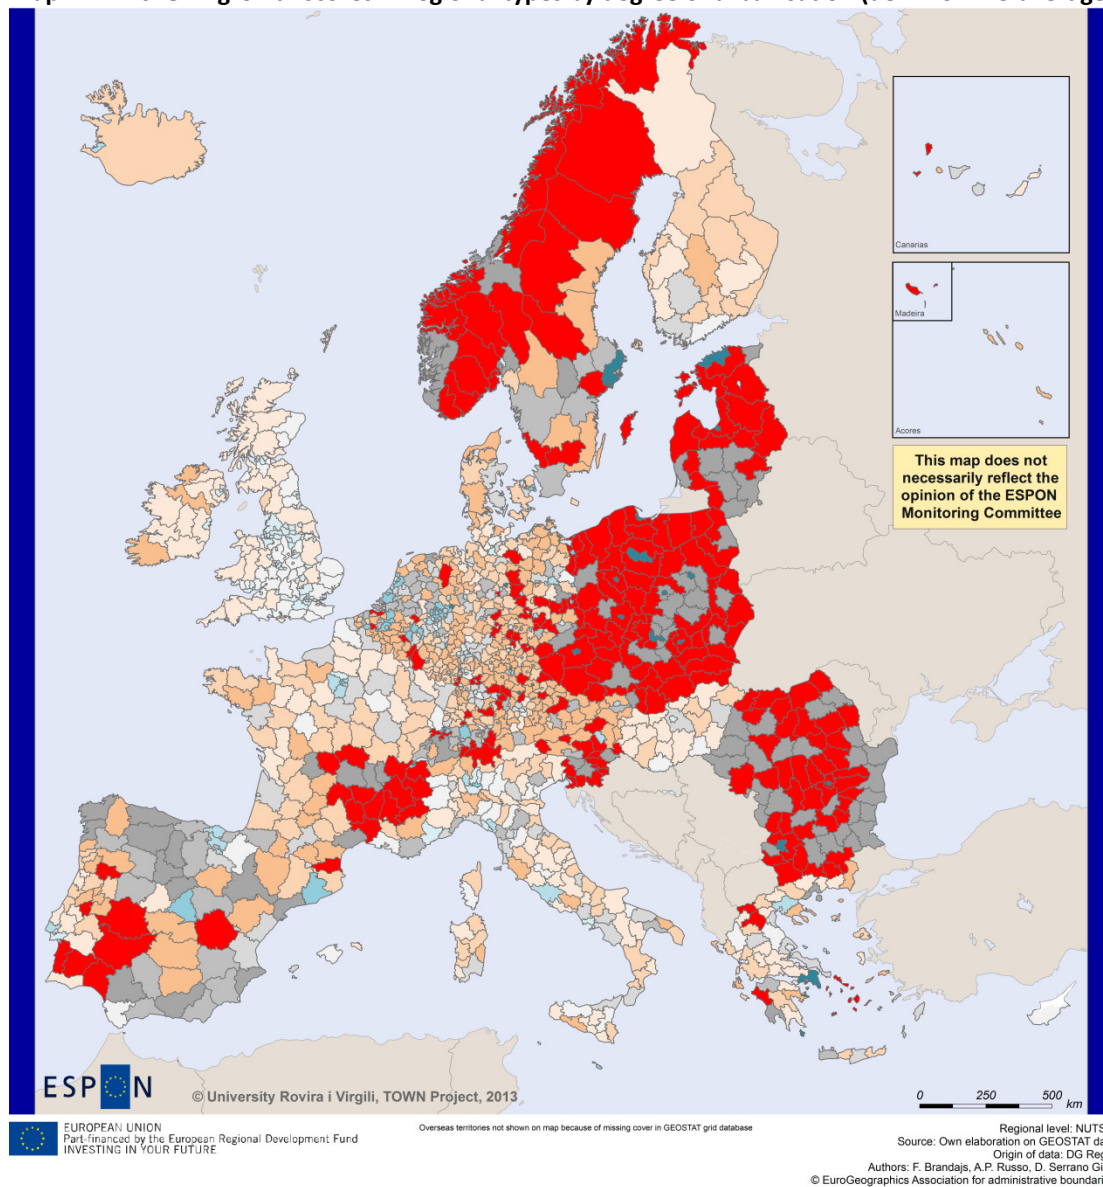 Canarias
Madeira
Acores
This map does not
necessarily reflect the
opinion of the ESPON
Monitoring Committee
ESPON
© University Rovira i Virgili, TOWN Project, 2013
0 250 500
km
EUROPEAN UNION
Part-financed by the European Regional Development Fund
INVESTING IN YOUR FUTURE
Overseas territories not shown on map because of missing cover in GEOSTAT grid database
Regional level: NUTS
Source: Own elaboration on GEOSTAT da
Origin of data: DG Reg
Authors: F. Brandajs, A.P. Russo, D. Serrano Gi
© EuroGeographics Association for administrative boundari